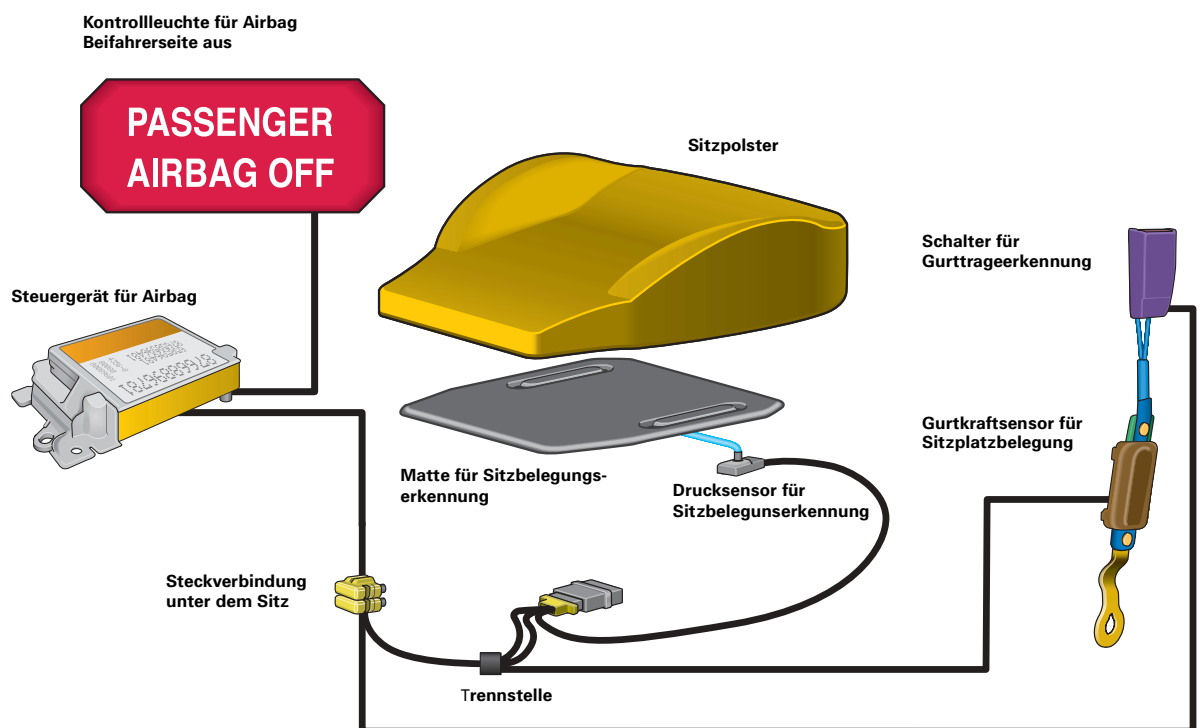 Kontrollleuchte für Airbag
Beifahrerseite aus
PASSENGER
AIRBAG OFF
Sitzpolster
Schalter für
Gurttrageerkennung
Steuergerät für Airbag
Gurtkraftsensor für
Sitzplatzbelegung
Matte für Sitzbelegungs-
erkennung
Drucksensor für
Sitzbelegunserkennung
Steckverbindung
unter dem Sitz
Trennstelle